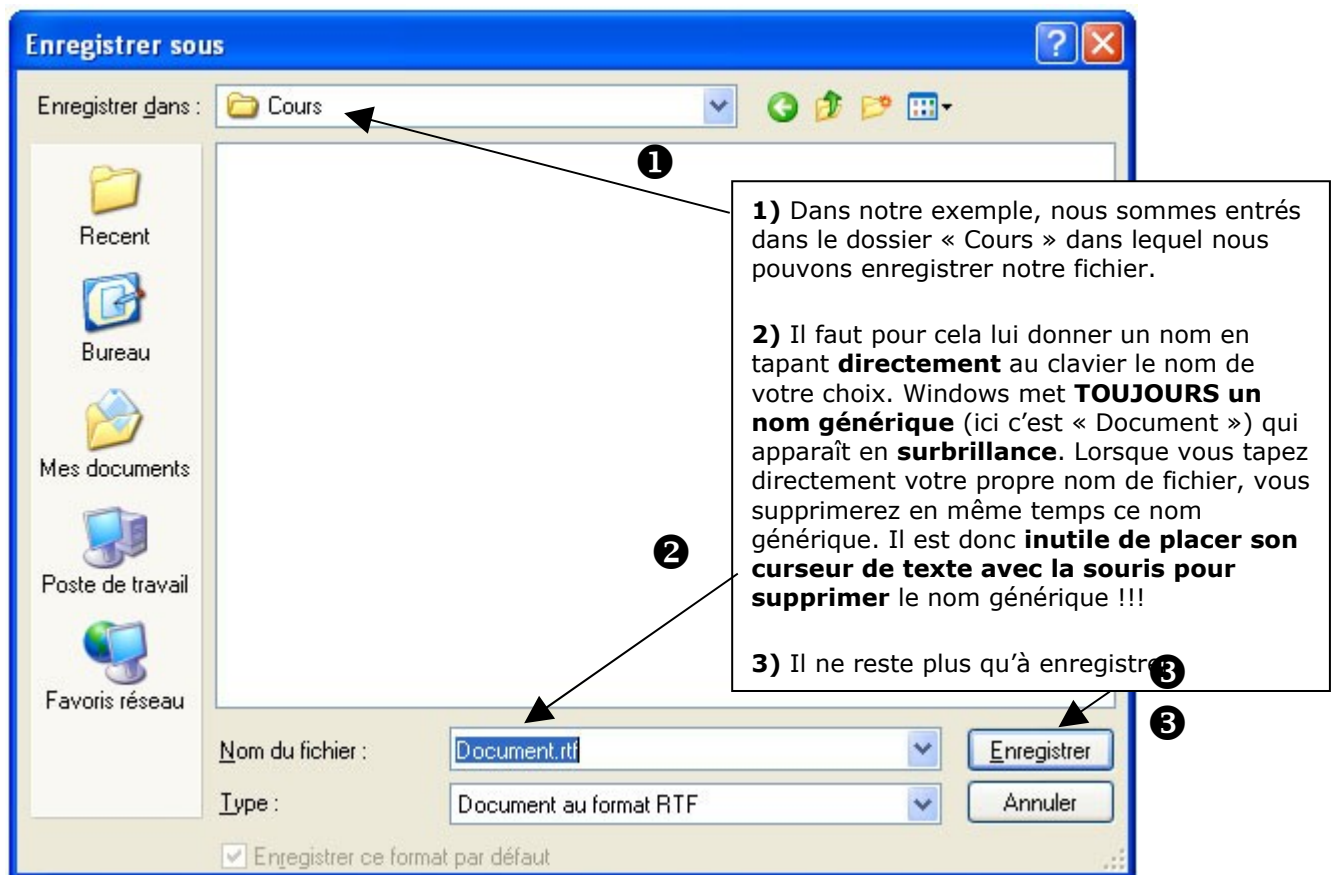 Enregistrer sous
Enregistrer dans :
Cours
❶
Recent
Bureau
Mes documents
Poste de travail
Favoris réseau
1) Dans notre exemple, nous sommes entrés
dans le dossier « Cours » dans lequel nous
pouvons enregistrer notre fichier.
2) Il faut pour cela lui donner un nom en
tapant directement au clavier le nom de
votre choix. Windows met TOUJOURS un
nom générique (ici c’est « Document ») qui
apparaît en surbrillance. Lorsque vous tapez
directement votre propre nom de fichier, vous
supprimerez en même temps ce nom
générique. Il est donc inutile de placer son
curseur de texte avec la souris pour
supprimer le nom générique !!!
3) Il ne reste plus qu’à enregistre
❷
❸
❸
Nom du fichier :
Document.rtf
Enregistrer
Type :
Document au format RTF
Annuler
Enregistrer ce format par défaut